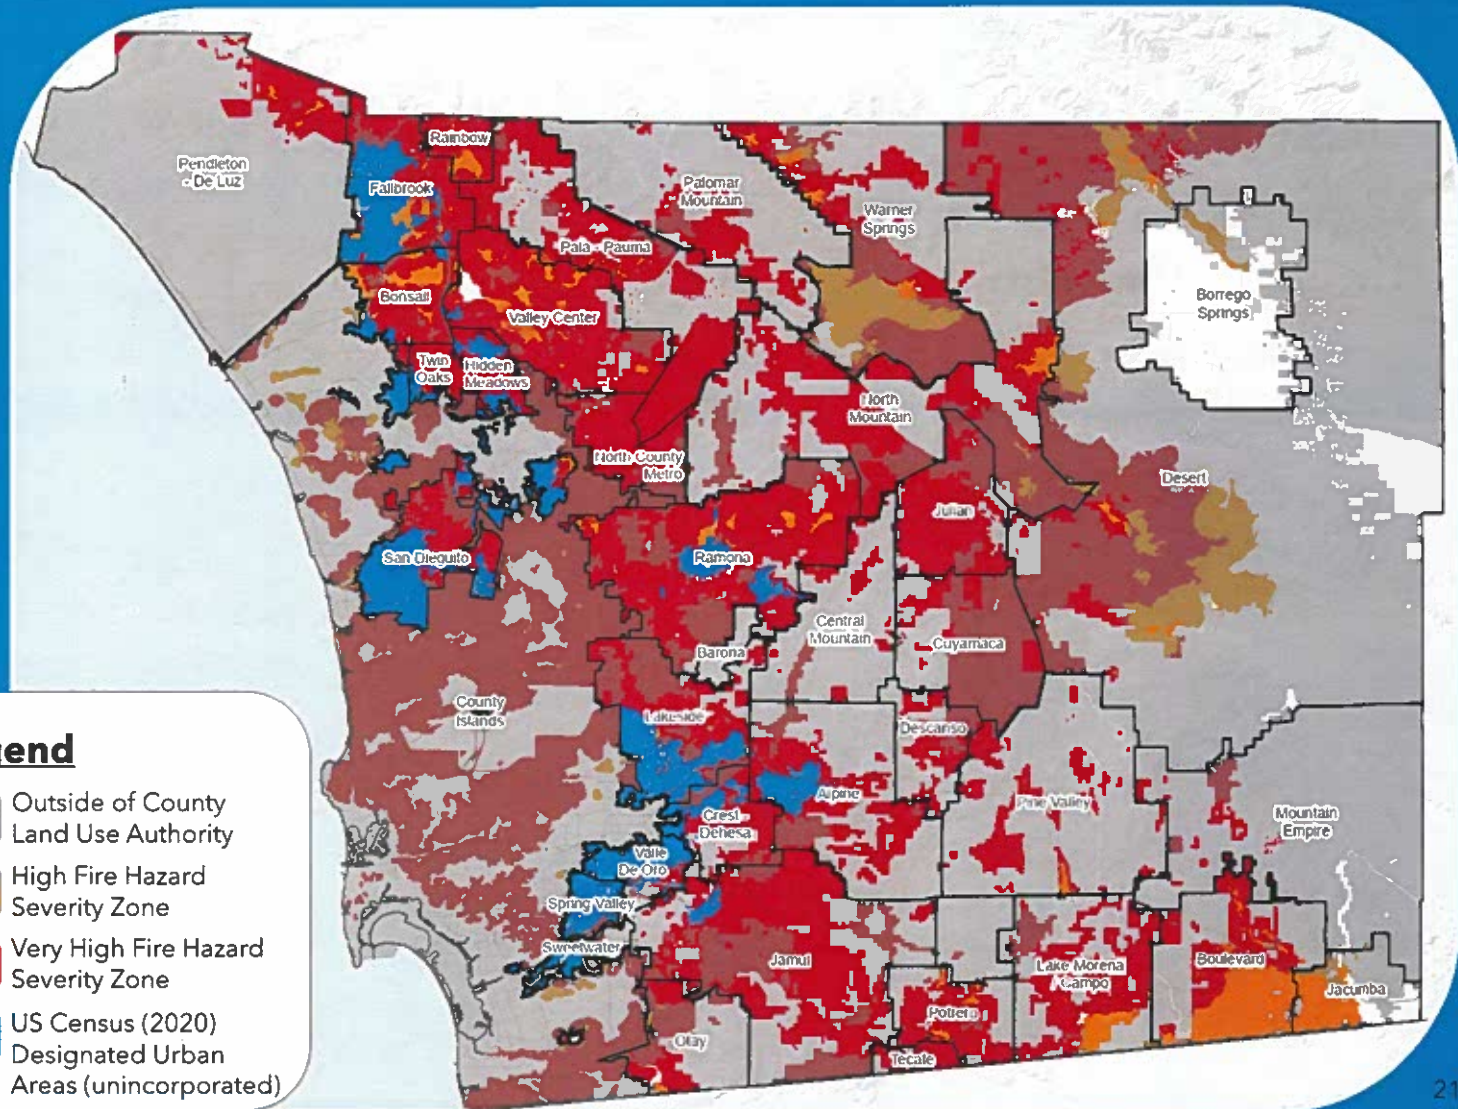 Rainbow
Pendleton
- De Luz
Fallbrook
Palomar
Mountain
Warner
Springs
Pala - Pauma
Borrego
Springs
Bonsall
Valley Center
Twin
Oaks
Hidden
Meadows
North
Mountain
North County
Metro
Desert
Julian
San Dieguito
Ramona
Central
Mountain
Barona
Cuyamaca
County
Islands
Lakeside
Descanso
Alpine
Pine Valley
Crest -
Dehesa
Mountain
Empire
Valle
De Oro
Spring Valley
Sweetwater
Jamul
Lake Morena
Campo
Boulevard
Jacumba
Potrero
Otay
Tecate
end
Outside of County
Land Use Authority
High Fire Hazard
Severity Zone
Very High Fire Hazard
Severity Zone
US Census (2020)
Designated Urban
Areas (unincorporated)
21